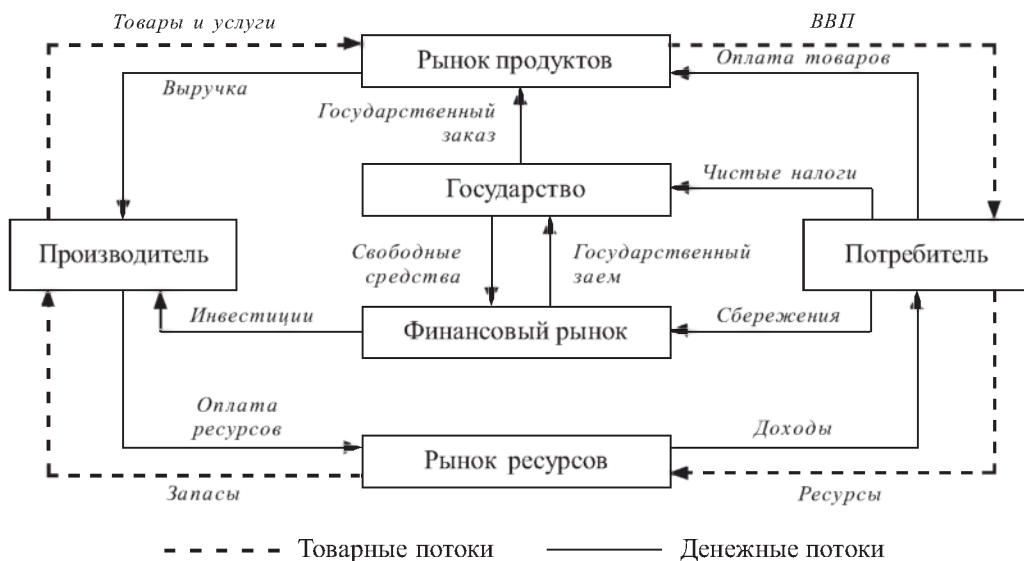 Товары и услуги
ВВП
Рынок продуктов
Оплата товаров
Выручка
Государственный
заказ
Государство
Чистые налоги
Производитель
Свободные
средства
Государственный
заем
Потребитель
Инвестиции
Финансовый рынок
Сбережения
Оплата
ресурсов
Доходы
Рынок ресурсов
Запасы
Ресурсы
Товарные потоки
Денежные потоки